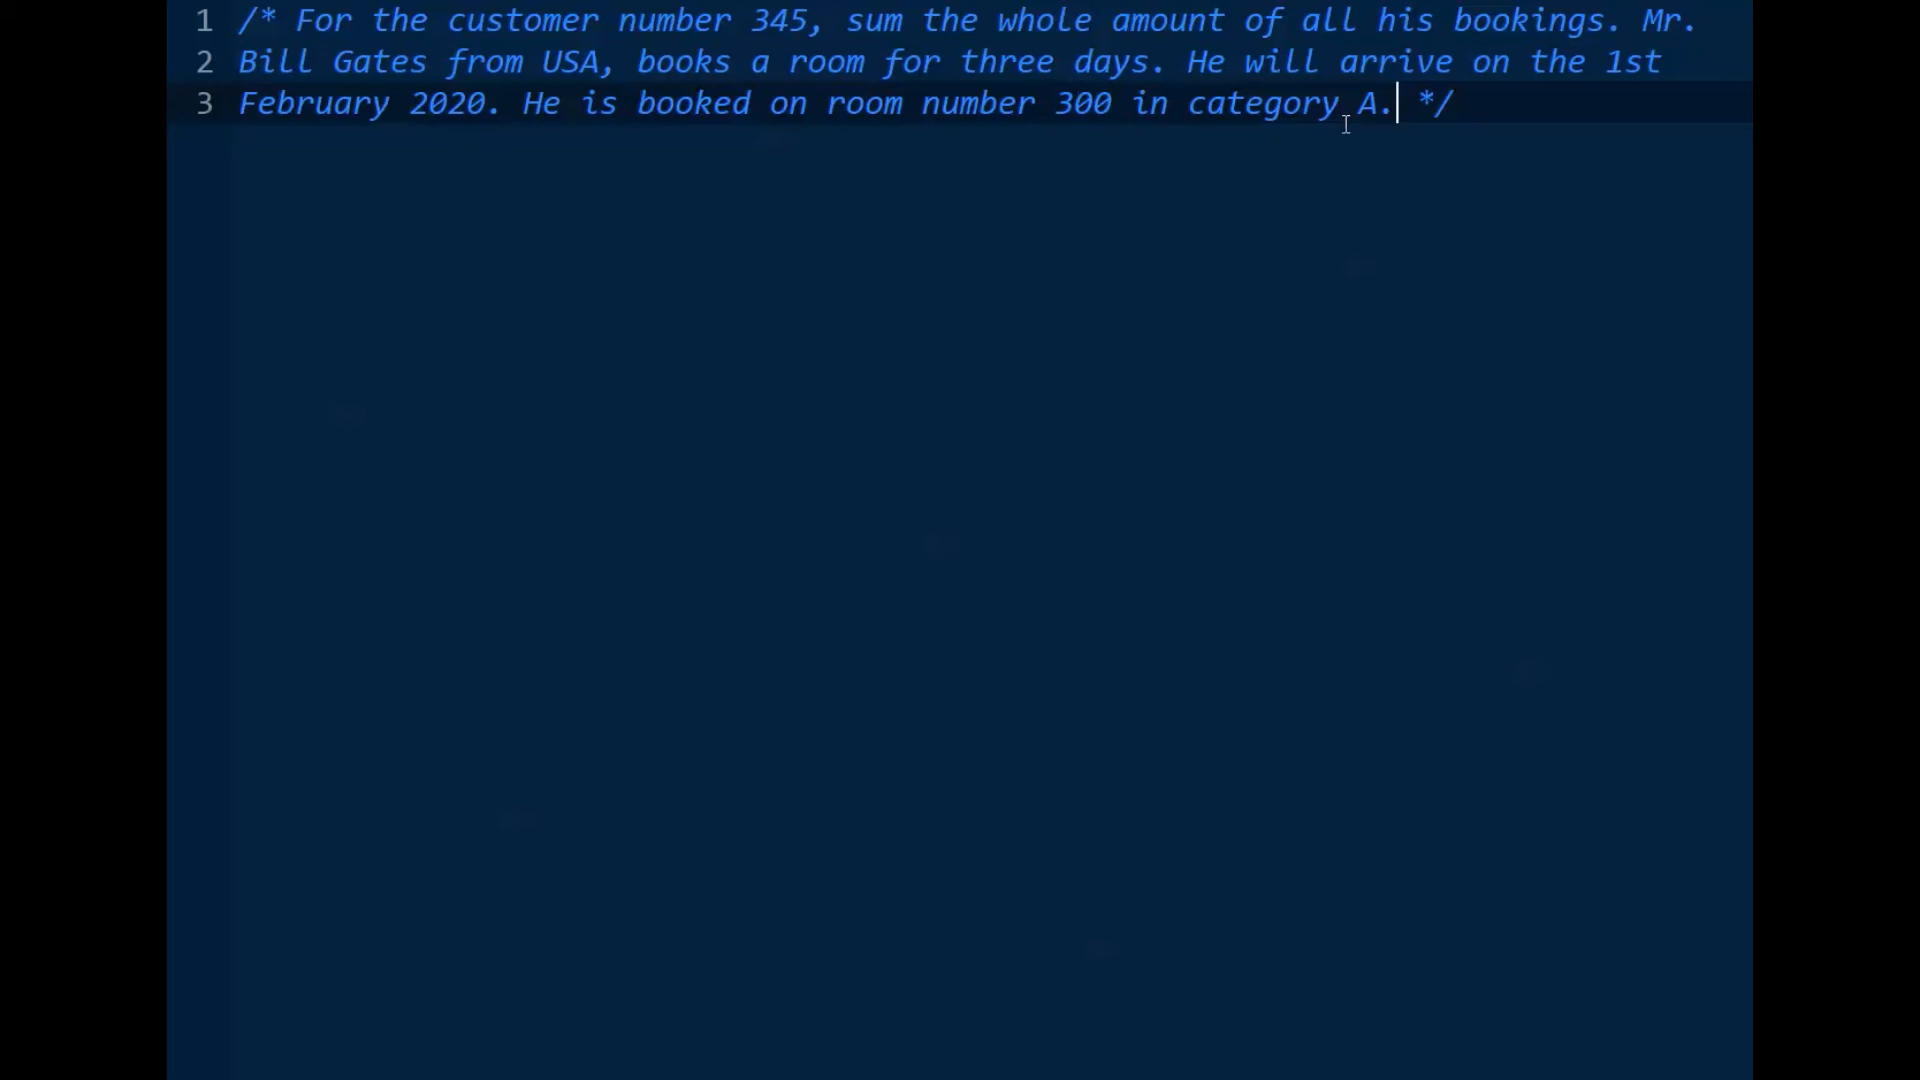 1 /* For the customer number 345, sum the whole amount of all his bookings. Mr.
2 Bill Gates from USA, books a room for three days. He will arrive on the 1st
3 February 2020. He is booked on room number 300 in category A. */